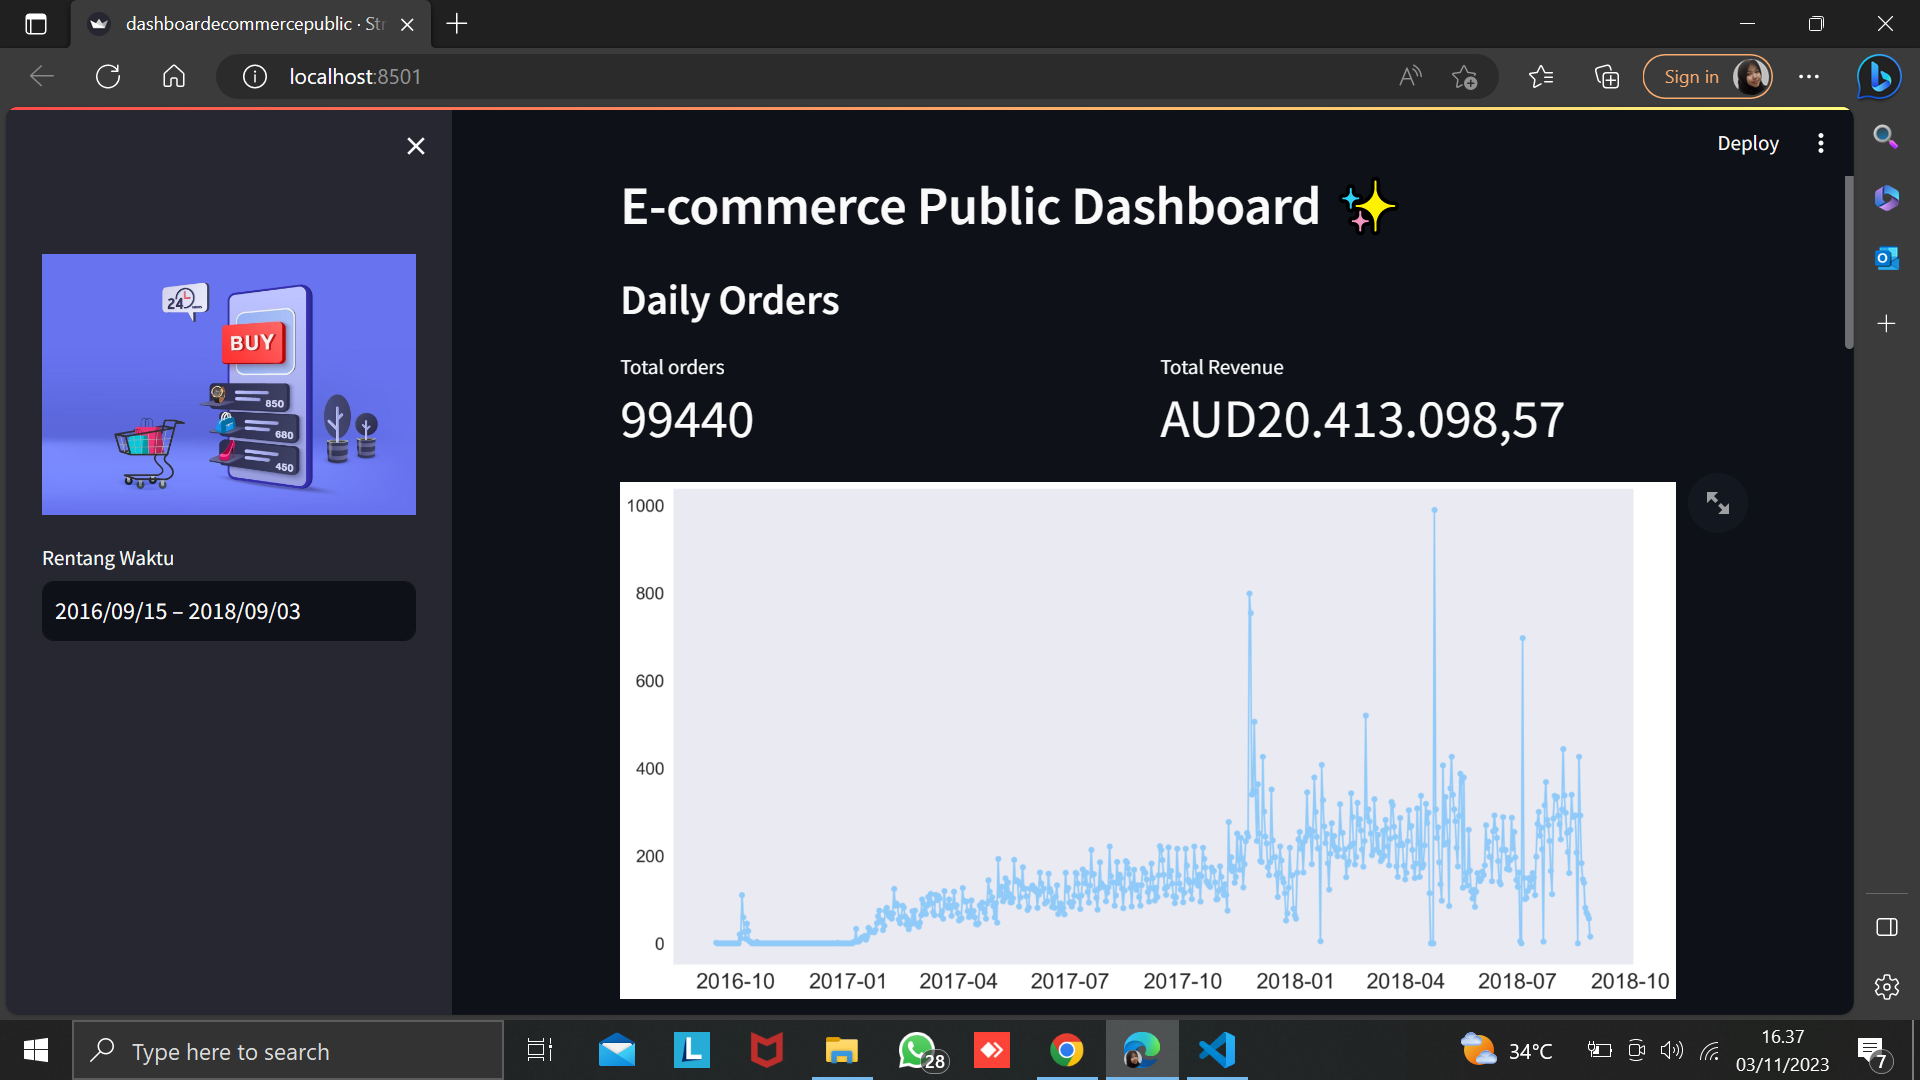 dashboardecommercepublic · Str
localhost:8501
Sign in
Deploy
24
BUY
850
680
450
Rentang Waktu
2016/09/15 – 2018/09/03
E-commerce Public Dashboard ✨
Daily Orders
Total orders
99440
Total Revenue
AUD20.413.098,57
1000
800
600
400
200
0
2016-10 2017-01 2017-04 2017-07 2017-10 2018-01 2018-04 2018-07 2018-10
Type here to search
L
28
34°C
16.37
03/11/2023
7